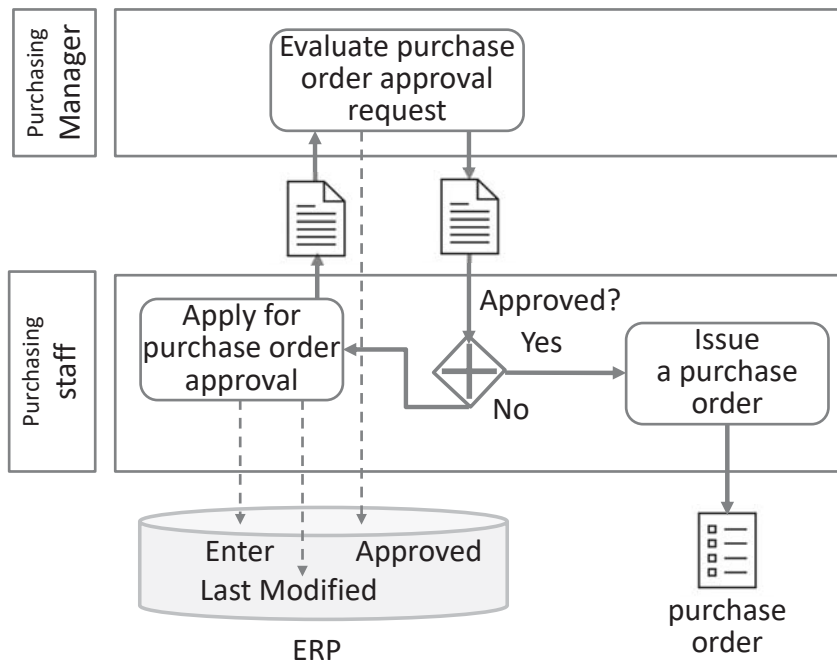 Purchasing
Manager
Evaluate purchase
order approval
request
Purchasing
staff
Apply for
purchase order
approval
Approved?
Yes
No
Issue
a purchase
order
Enter
Approved
Last Modified
ERP
purchase
order